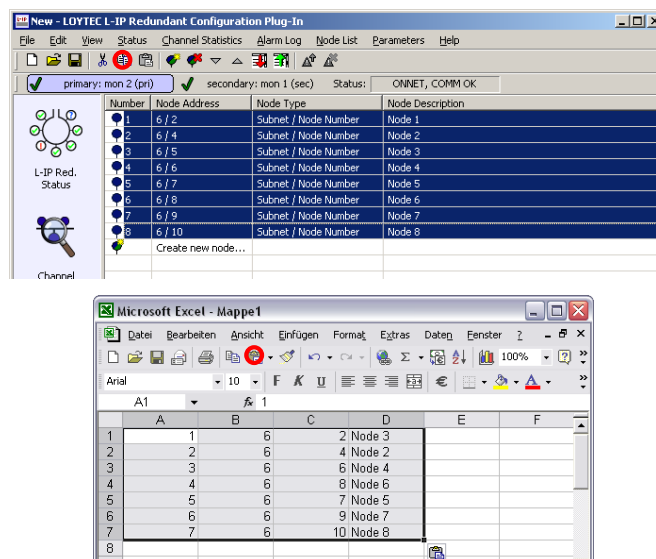 New - LOYTEC L-IP Redundant Configuration Plug-In
File Edit View Status Channel Statistics Alarm Log Node List Parameters Help
primary: mon 2 (pri) secondary: mon 1 (sec) Status: ONNET, COMM OK
Number Node Address Node Type Node Description
1 6 / 2 Subnet / Node Number Node 1
2 6 / 4 Subnet / Node Number Node 2
3 6 / 5 Subnet / Node Number Node 3
4 6 / 6 Subnet / Node Number Node 4
5 6 / 7 Subnet / Node Number Node 5
6 6 / 8 Subnet / Node Number Node 6
7 6 / 9 Subnet / Node Number Node 7
8 6 / 10 Subnet / Node Number Node 8
Create new node...
L-IP Red.
Status
Channel
Microsoft Excel - Mappe1
Datei Bearbeiten Ansicht Einfügen Format Extras Daten Fenster ?
100%
Arial 10 F K U €
A1 fx 1
A B C D E F
1 1 6 2 Node 3
2 2 6 4 Node 2
3 3 6 6 Node 4
4 4 6 8 Node 6
5 5 6 7 Node 5
6 6 6 9 Node 7
7 7 6 10 Node 8
8